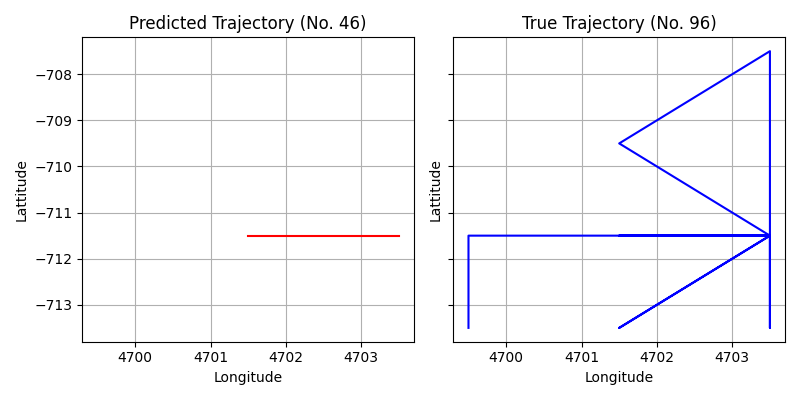 Predicted Trajectory (No. 46)
True Trajectory (No. 96)
Lattitude
−708
−709
−710
−711
−712
−713
4700
4701
4702
4703
Longitude
Lattitude
4700
4701
4702
4703
Longitude